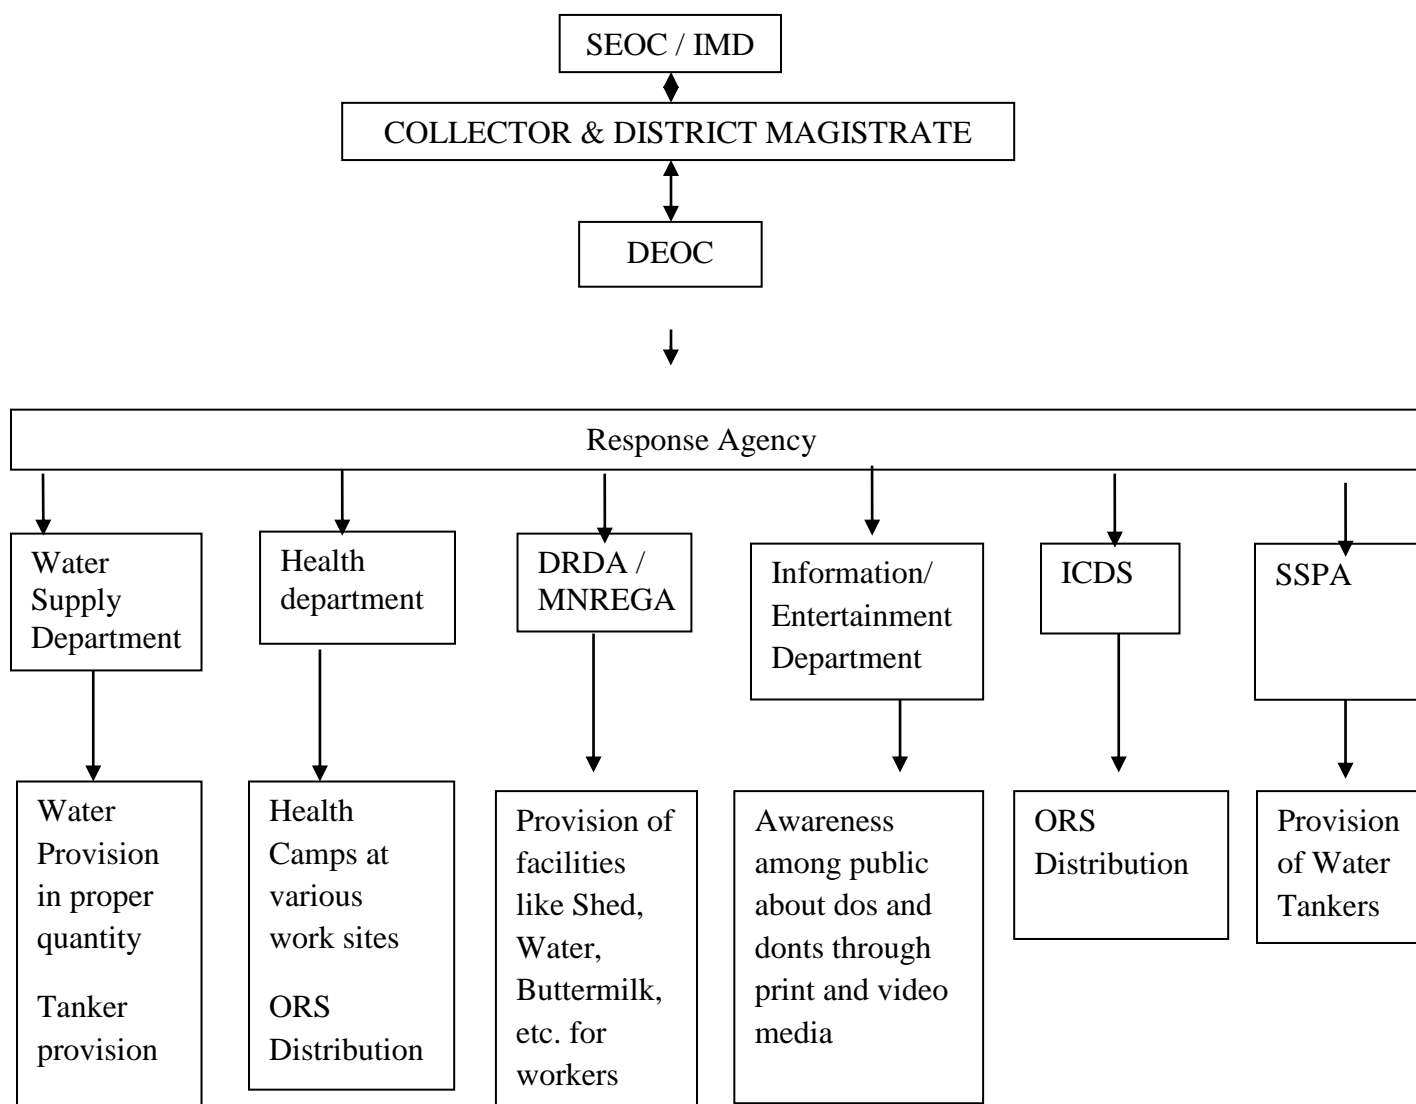 SEOC / IMD
COLLECTOR & DISTRICT MAGISTRATE
DEOC
Response Agency
Water
Supply
Department
Health
department
DRDA /
MNREGA
Information/
Entertainment
Department
ICDS
SSPA
Water
Provision
in proper
quantity
Tanker
provision
Health
Camps at
various
work sites
ORS
Distribution
Provision of
facilities
like Shed,
Water,
Buttermilk,
etc. for
workers
Awareness
among public
about dos and
donts through
print and video
media
ORS
Distribution
Provision
of Water
Tankers